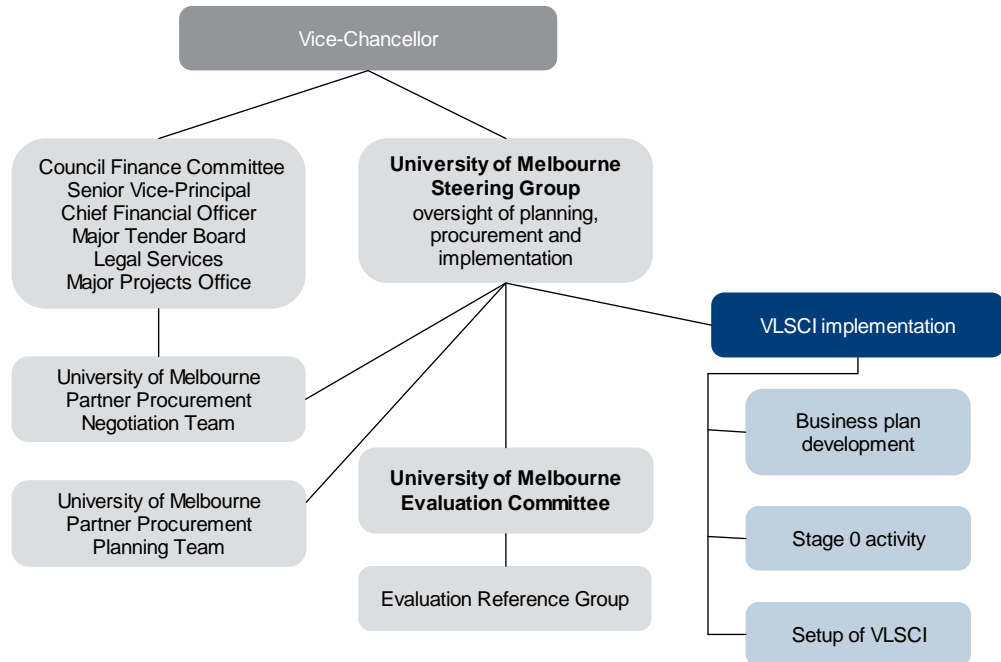 Vice-Chancellor
Council Finance Committee
Senior Vice-Principal
Chief Financial Officer
Major Tender Board
Legal Services
Major Projects Office
University of Melbourne
Steering Group
oversight of planning,
procurement and
implementation
VLSCI implementation
University of Melbourne
Partner Procurement
Negotiation Team
Business plan
development
University of Melbourne
Evaluation Committee
University of Melbourne
Partner Procurement
Planning Team
Stage 0 activity
Evaluation Reference Group
Setup of VLSCI